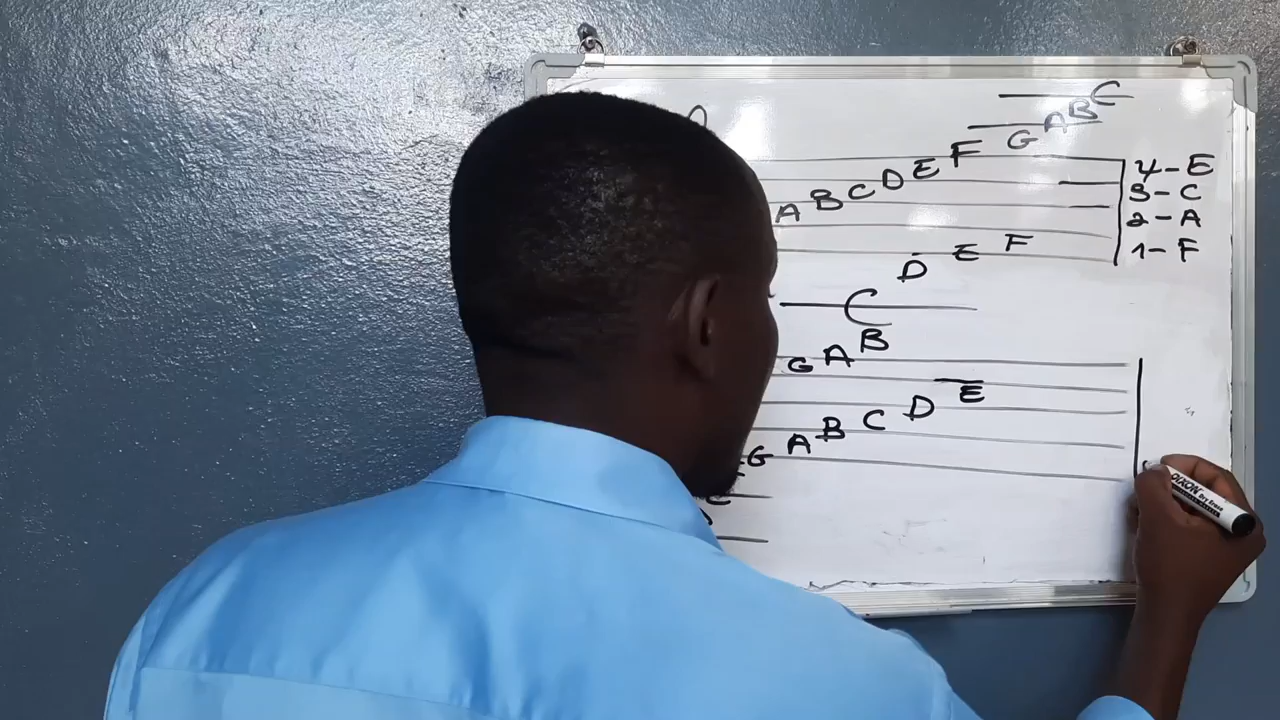 C
G A B
A B C D E F
4-E
3-C
2-A
1-F
D E F
C
G A B
G A B C D E
DIXON